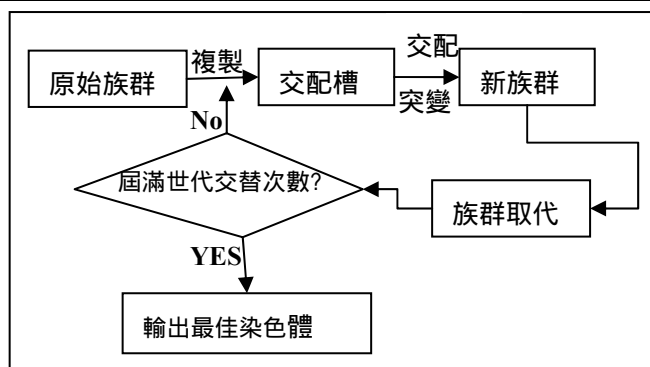 原始族群
複製
交配槽
交配
突變
新族群
No
屆滿世代交替次數?
族群取代
YES
輸出最佳染色體